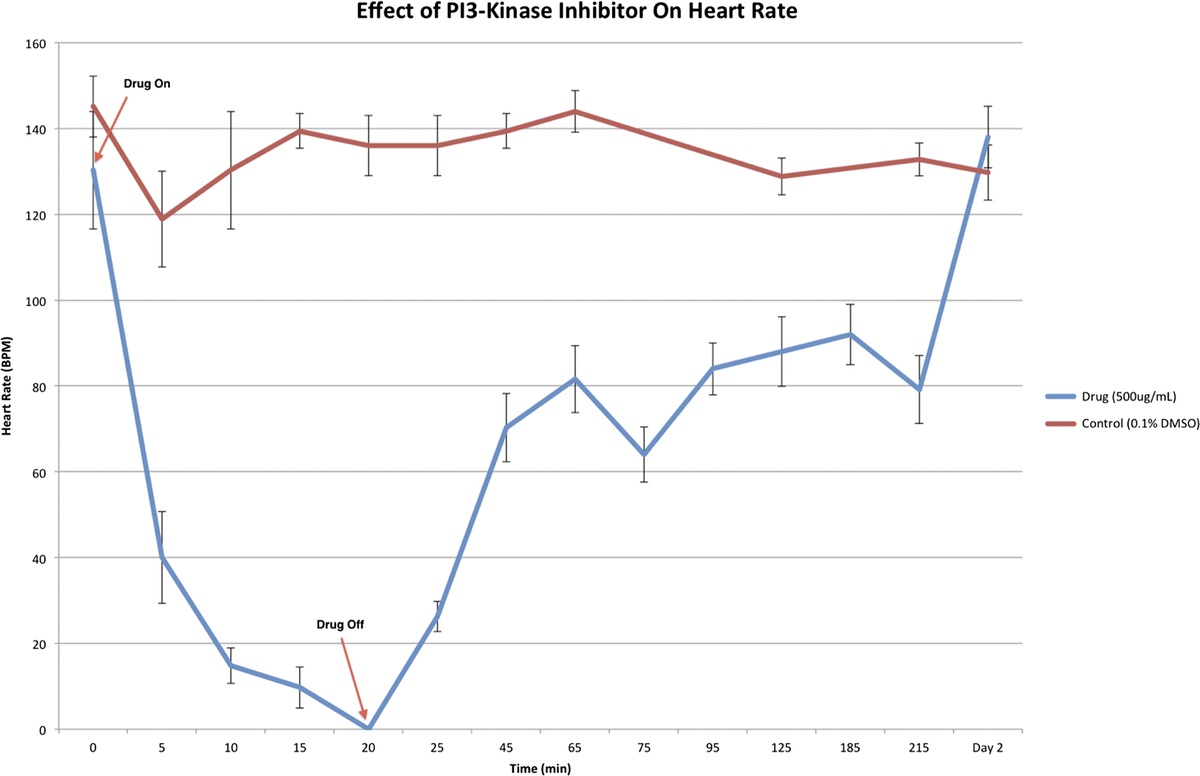 Effect of PI3-Kinase Inhibitor On Heart Rate
160
140
120
100
80
60
40
20
0
Heart Rate (BPM)
Drug On
Drug Off
0 5 10 15 20 25 45 65 75 95 125 185 215 Day 2
Time (min)
Drug (500ug/mL)
Control (0.1% DMSO)